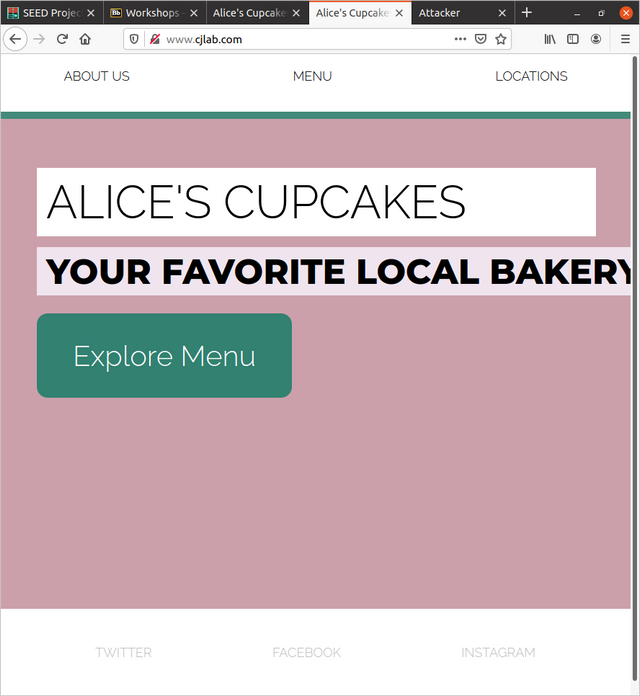 SEED Projec
Bb Workshops –
Alice's Cupcake
Alice's Cupcake
Attacker
www.cjlab.com
ABOUT US
MENU
LOCATIONS
ALICE'S CUPCAKES
YOUR FAVORITE LOCAL BAKERY
Explore Menu
TWITTER
FACEBOOK
INSTAGRAM